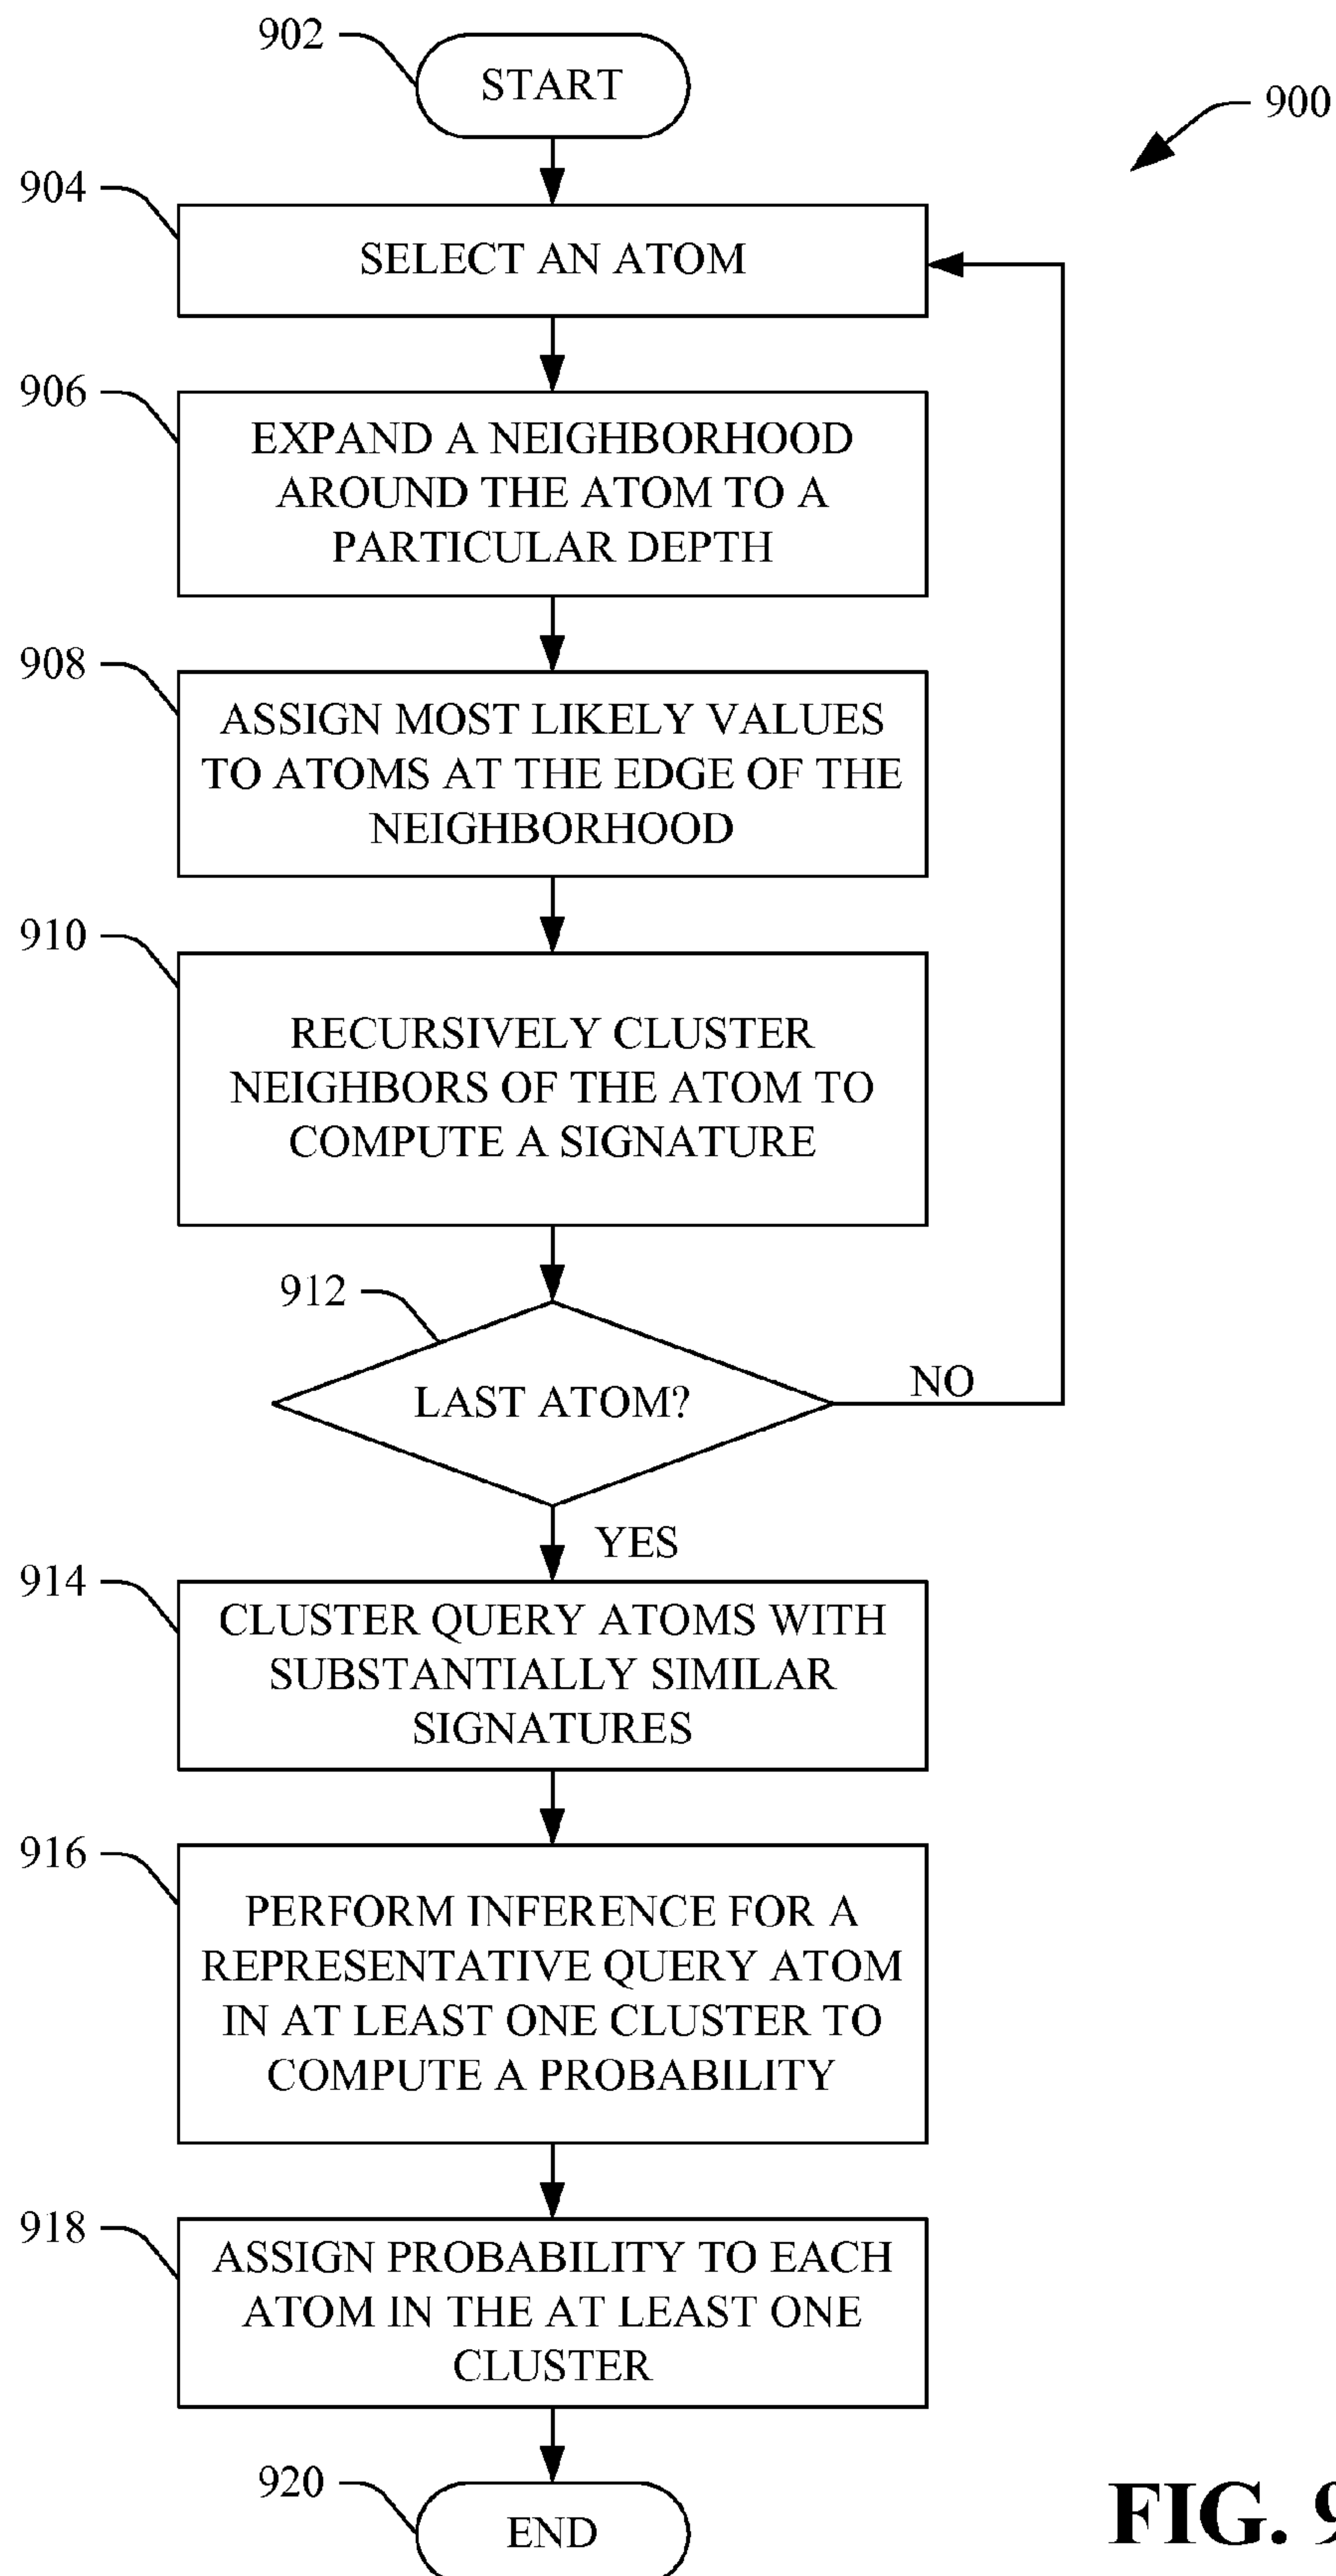 902
START
900
904
SELECT AN ATOM
906
EXPAND A NEIGHBORHOOD
AROUND THE ATOM TO A
PARTICULAR DEPTH
908
ASSIGN MOST LIKELY VALUES
TO ATOMS AT THE EDGE OF THE
NEIGHBORHOOD
910
RECURSIVELY CLUSTER
NEIGHBORS OF THE ATOM TO
COMPUTE A SIGNATURE
912
LAST ATOM?
NO
YES
914
CLUSTER QUERY ATOMS WITH
SUBSTANTIALLY SIMILAR
SIGNATURES
916
PERFORM INFERENCE FOR A
REPRESENTATIVE QUERY ATOM
IN AT LEAST ONE CLUSTER TO
COMPUTE A PROBABILITY
918
ASSIGN PROBABILITY TO EACH
ATOM IN THE AT LEAST ONE
CLUSTER
920
END
FIG. 9